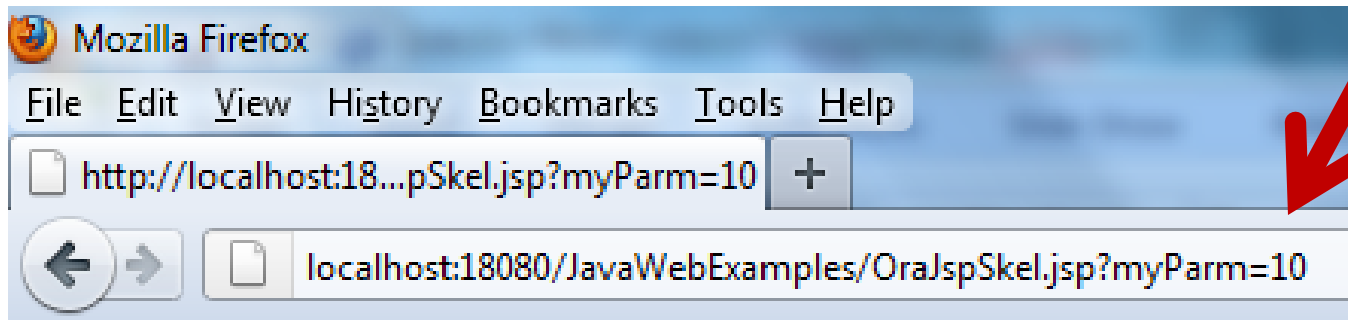 Mozilla Firefox
File Edit View History Bookmarks Tools Help
http://localhost:18...pSkel.jsp?myParm=10 +
localhost:18080/JavaWebExamples/OraJspSkel.jsp?myParm=10